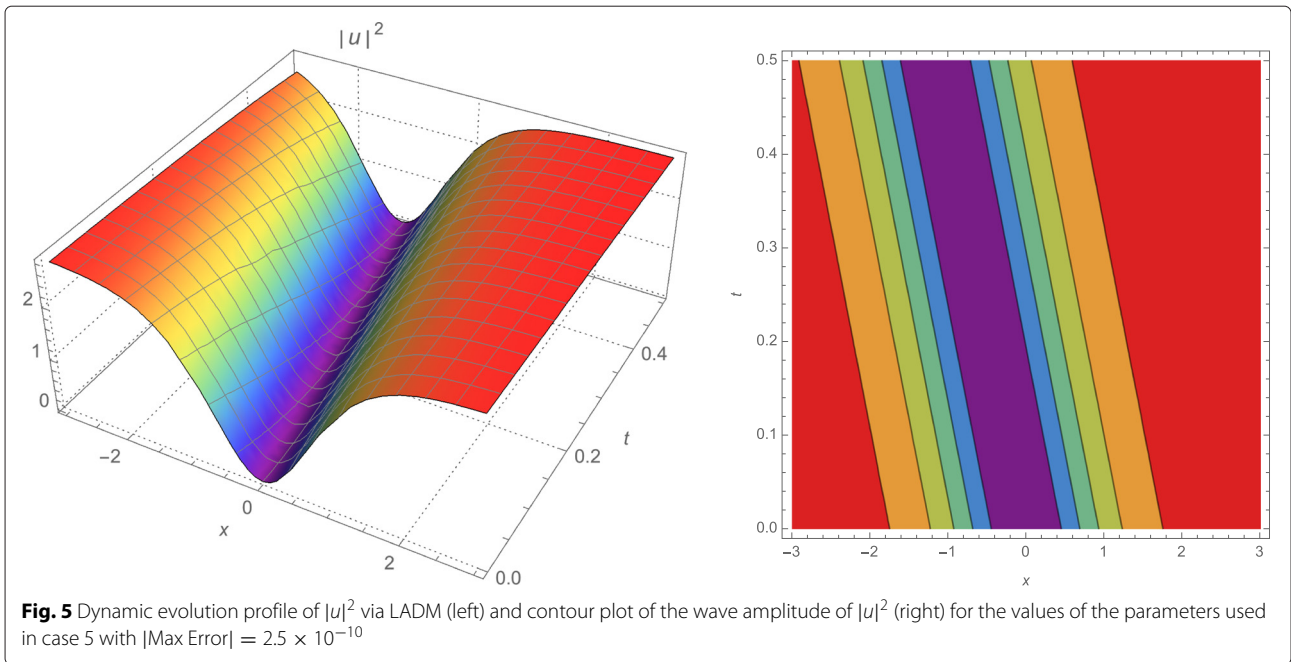 |u|²
2
1
0
−2
0
2
x
0.0
0.2
0.4
t
0.5
0.4
0.3
0.2
0.1
0.0
t
−3 −2 −1 0 1 2 3
x
Fig. 5 Dynamic evolution profile of |u|² via LADM (left) and contour plot of the wave amplitude of |u|² (right) for the values of the parameters used
in case 5 with |Max Error| = 2.5 × 10⁻¹⁰